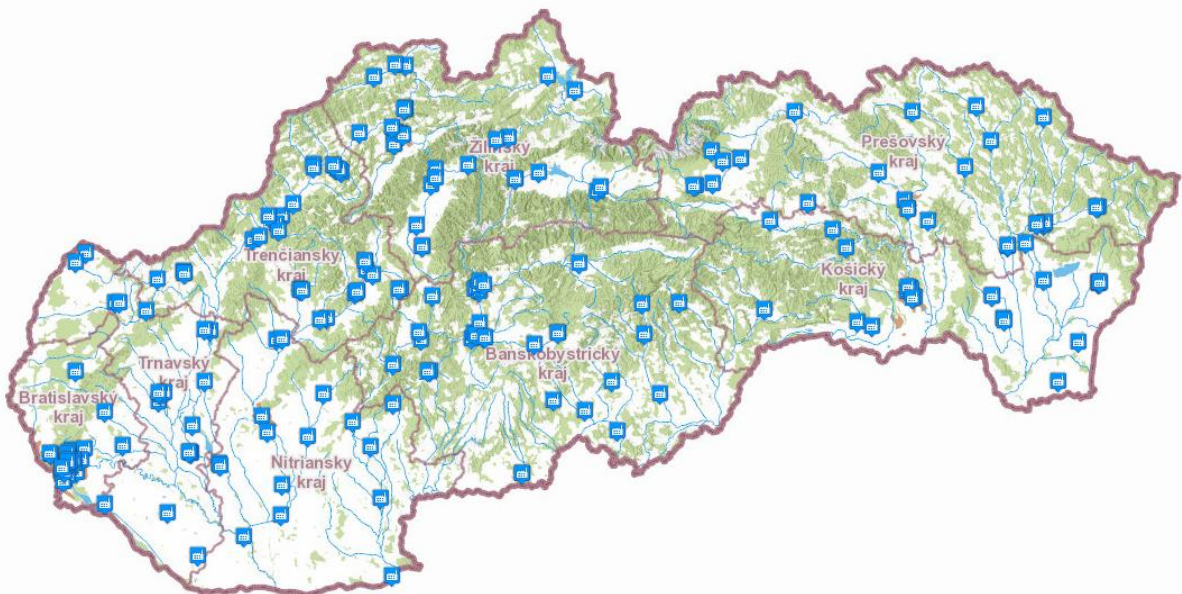 Žilinský
kraj
Prešovský
kraj
Trenčiansky
kraj
Košický
kraj
Banskobystrický
kraj
Trnavský
kraj
Bratislavský
kraj
Nitriansky
kraj